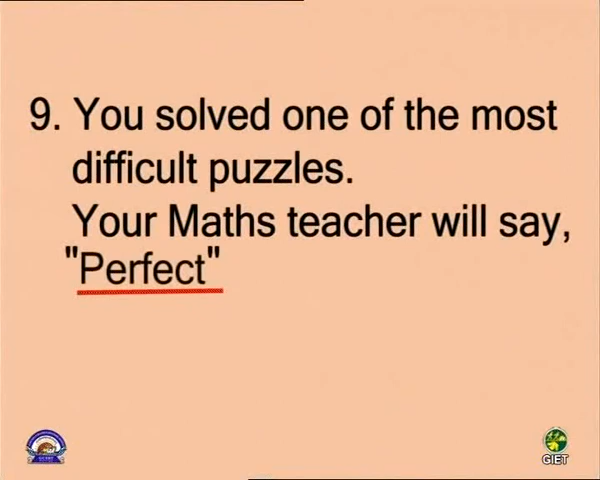 9. You solved one of the most
difficult puzzles.
Your Maths teacher will say,
"Perfect"
GIET